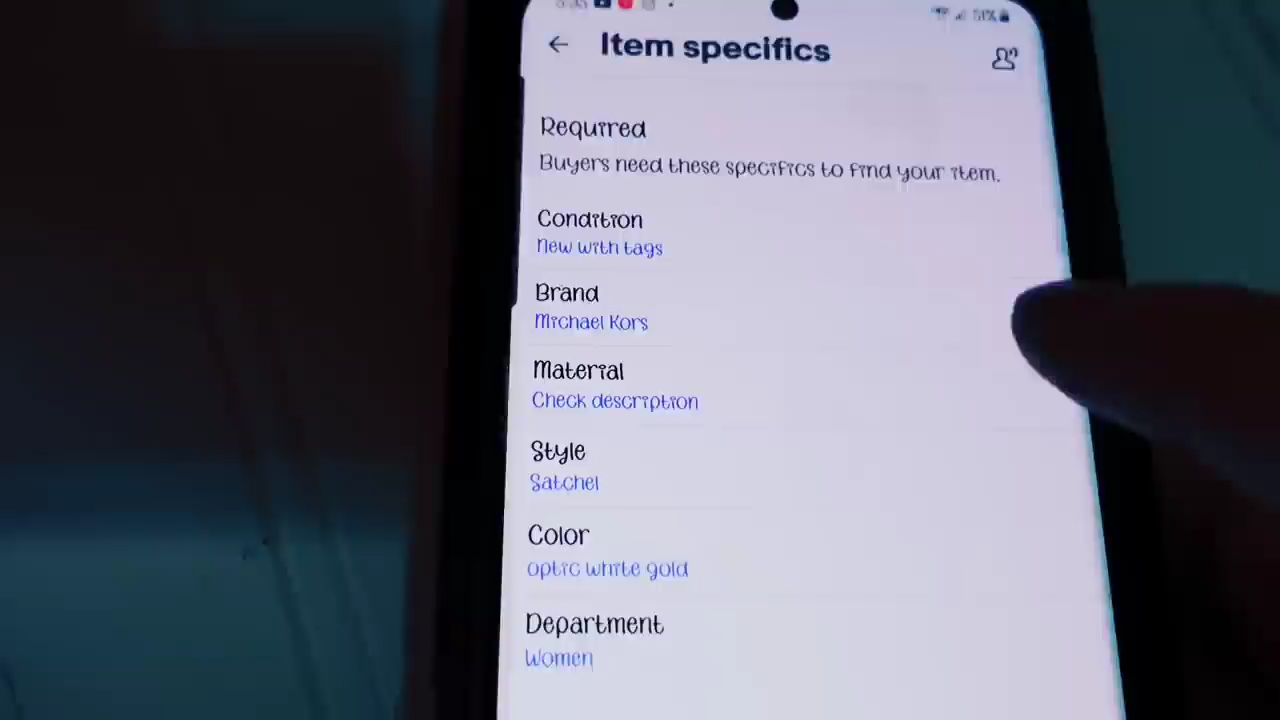 Item specifics
Required
Buyers need these specifics to find your item.
Condition
New with tags
Brand
Michael Kors
Material
Check description
Style
Satchel
Color
optic white gold
Department
Women